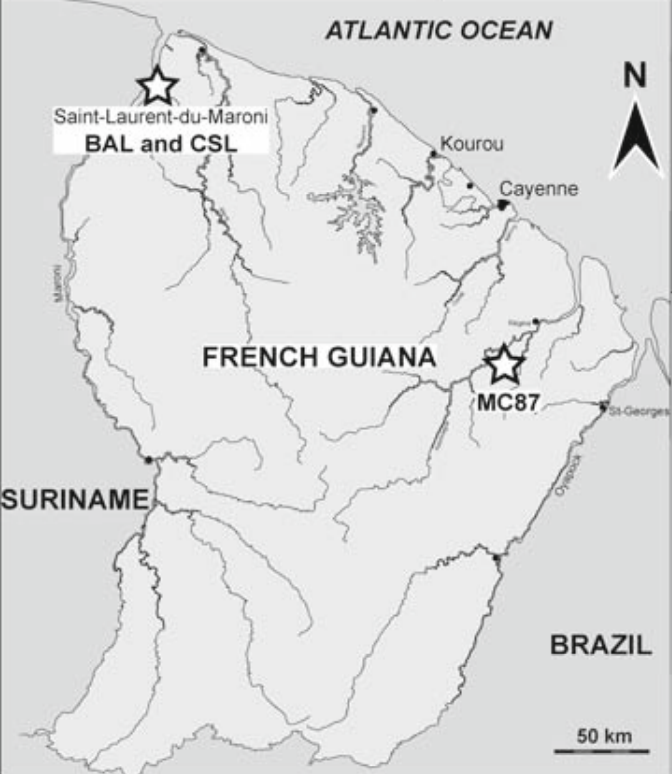 ATLANTIC OCEAN
N
Saint-Laurent-du-Maroni
BAL and CSL
Kourou
Cayenne
Maroni
FRENCH GUIANA
MC87
St-Georges
Oyapock
SURINAME
BRAZIL
50 km